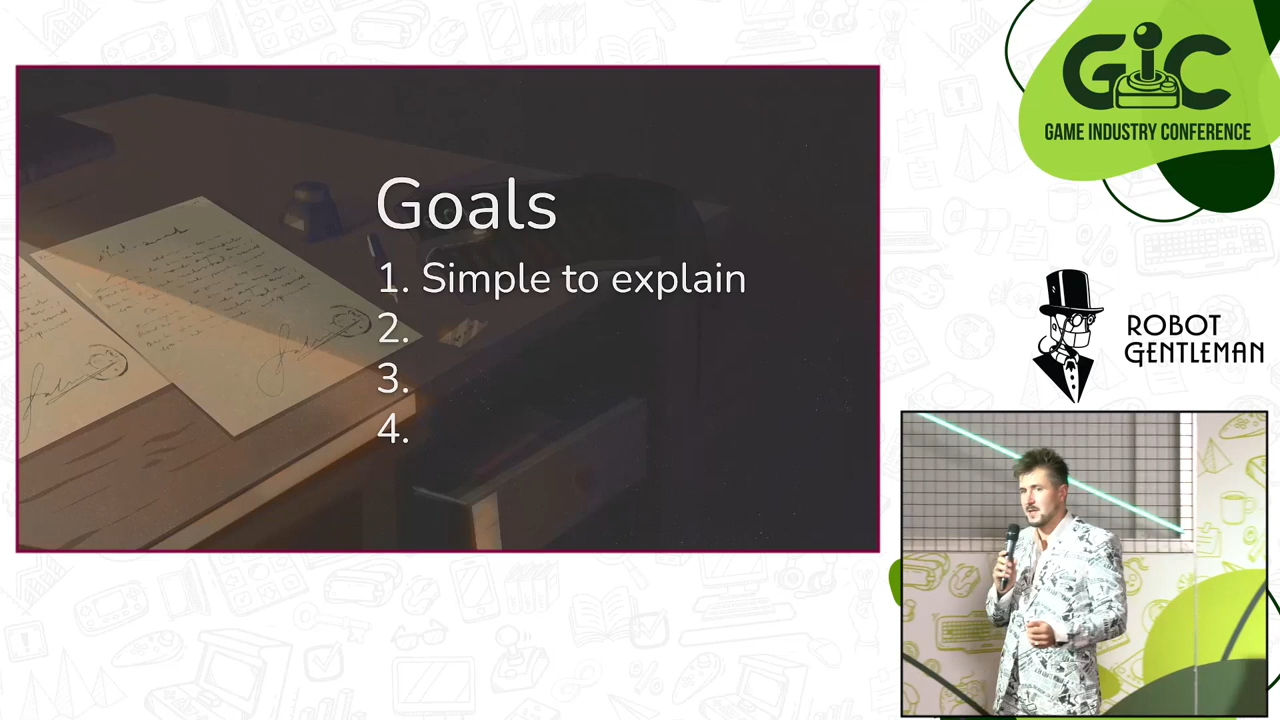 Goals
1. Simple to explain
2.
3.
4.
GIC
GAME INDUSTRY CONFERENCE
ROBOT
GENTLEMAN